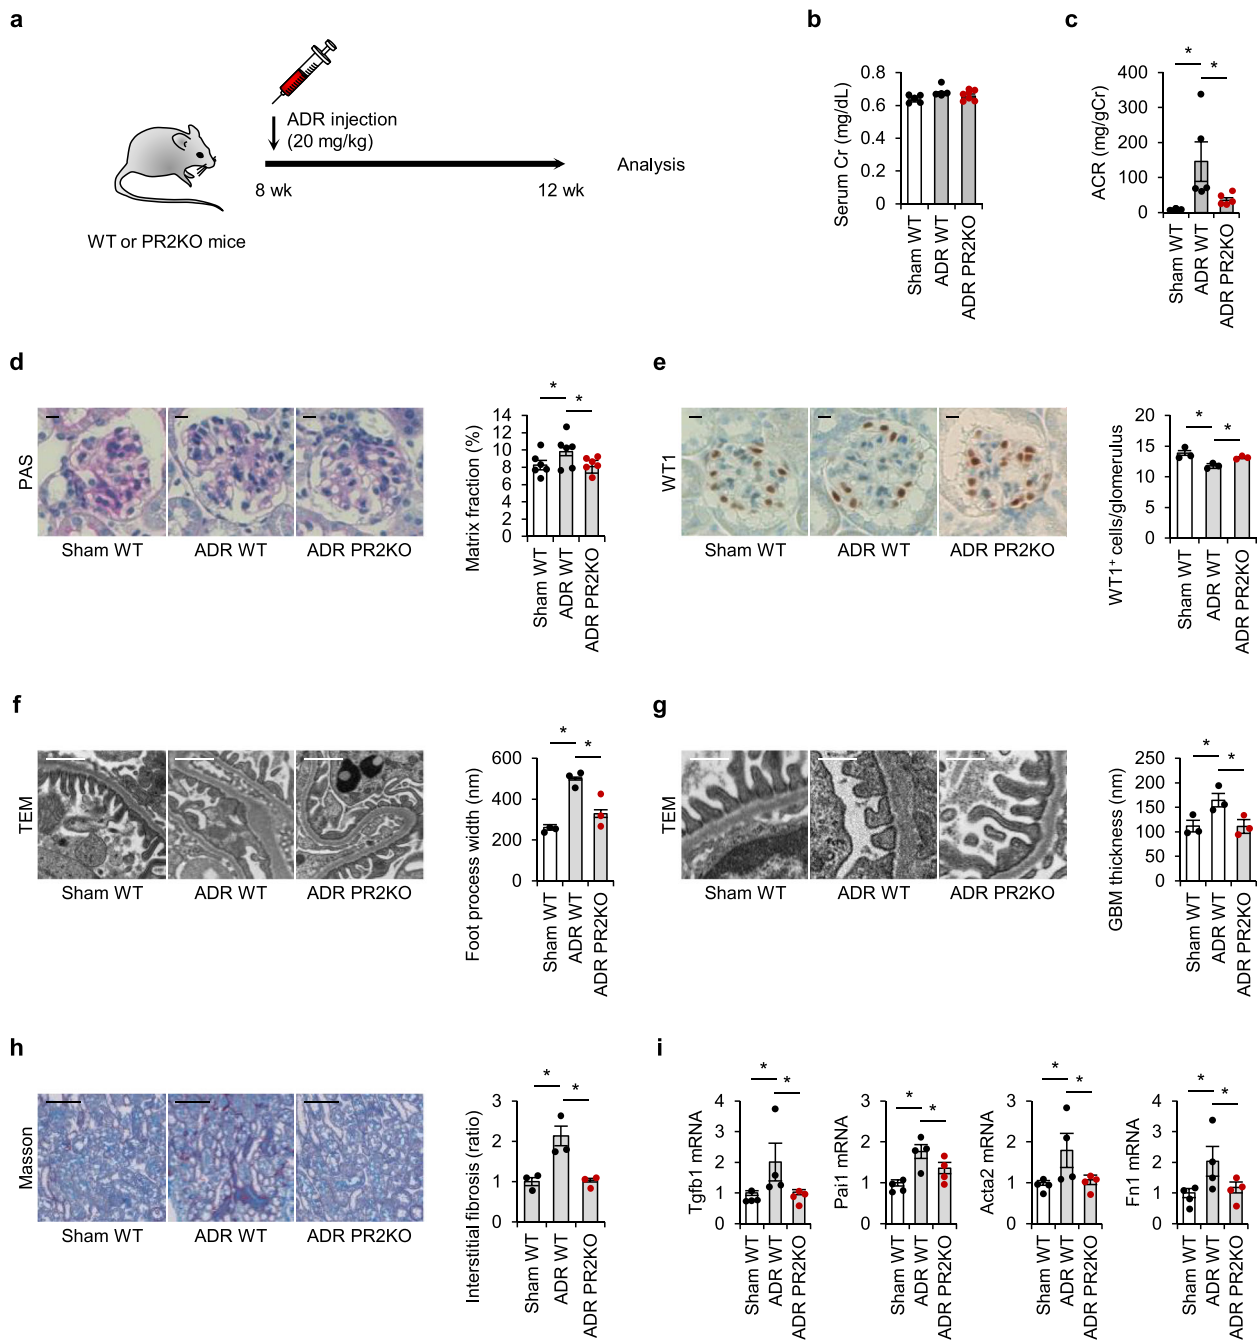 a
ADR injection
(20 mg/kg)
8 wk
12 wk
Analysis
WT or PR2KO mice
b
Serum Cr (mg/dL)
0.8
0.6
0.4
0.2
0
Sham WT
ADR WT
ADR PR2KO
c
ACR (mg/gCr)
400
300
200
100
0
*
*
Sham WT
ADR WT
ADR PR2KO
d
PAS
Sham WT
ADR WT
ADR PR2KO
Matrix fraction (%)
14
12
10
8
6
4
2
0
*
*
Sham WT
ADR WT
ADR PR2KO
e
WT1
Sham WT
ADR WT
ADR PR2KO
WT1⁺ cells/glomerulus
20
15
10
5
0
*
*
Sham WT
ADR WT
ADR PR2KO
f
TEM
Sham WT
ADR WT
ADR PR2KO
Foot process width (nm)
600
400
200
0
*
*
Sham WT
ADR WT
ADR PR2KO
g
TEM
Sham WT
ADR WT
ADR PR2KO
GBM thickness (nm)
250
200
150
100
50
0
*
*
Sham WT
ADR WT
ADR PR2KO
h
Masson
Sham WT
ADR WT
ADR PR2KO
Interstitial fibrosis (ratio)
3
2
1
0
*
*
Sham WT
ADR WT
ADR PR2KO
i
Tgfb1 mRNA
4
3
2
1
0
*
*
Sham WT
ADR WT
ADR PR2KO
Pai1 mRNA
3
2
1
0
*
*
Sham WT
ADR WT
ADR PR2KO
Acta2 mRNA
3
2
1
0
*
*
Sham WT
ADR WT
ADR PR2KO
Fn1 mRNA
4
3
2
1
0
*
*
Sham WT
ADR WT
ADR PR2KO